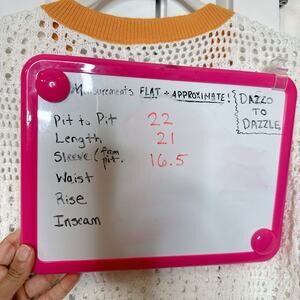 Measurements FLAT + APPROXIMATE!
DAZZO
TO
DAZZLE
Pit to Pit 22
Length 21
Sleeve (from pit. 16.5
Waist
Rise
Inseam